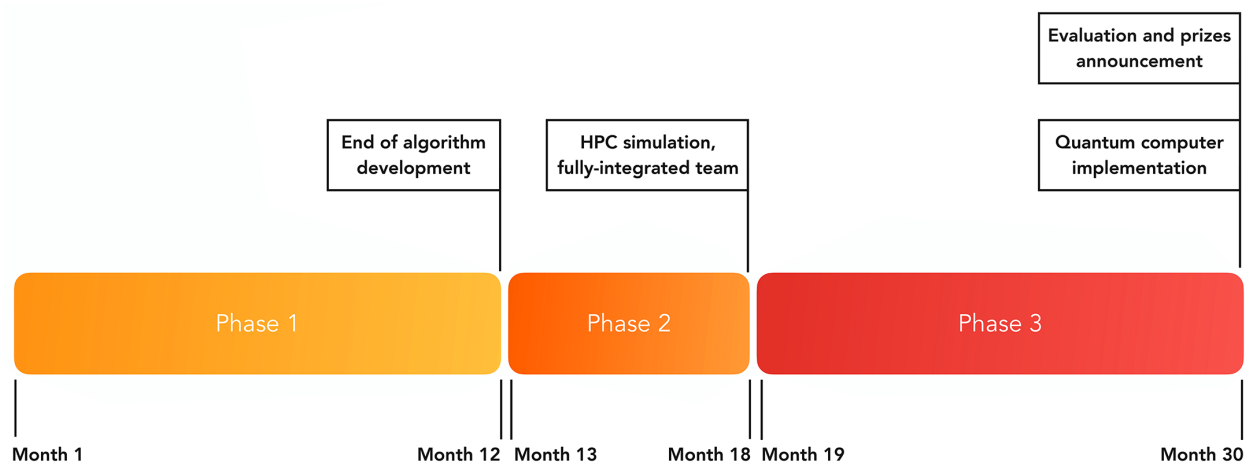 Evaluation and prizes
announcement
End of algorithm
development
HPC simulation,
fully-integrated team
Quantum computer
implementation
Phase 1
Phase 2
Phase 3
Month 1
Month 12
Month 13
Month 18
Month 19
Month 30